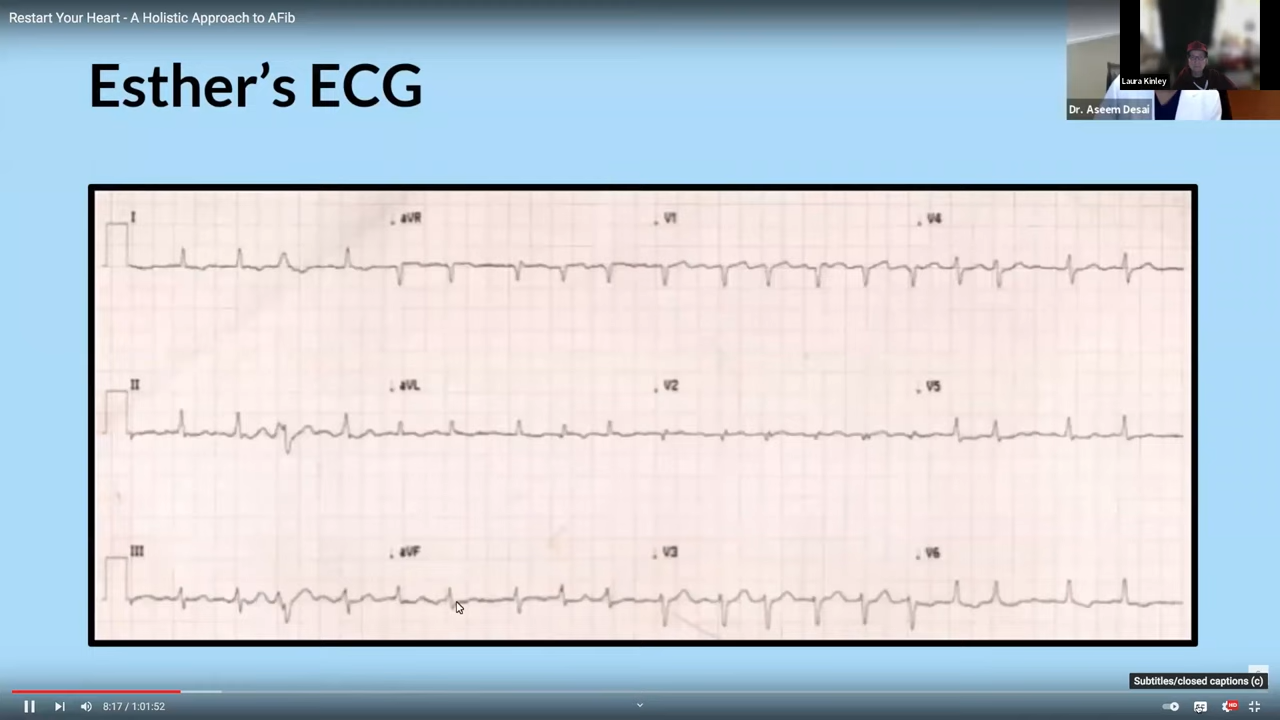 Restart Your Heart - A Holistic Approach to AFib
Laura Kinley
Dr. Aseem Desai
Esther's ECG
I aVR V1 V4
II aVL V2 V5
III aVF V3 V6
Subtitles/closed captions (c)
8:17 / 1:01:52
HD